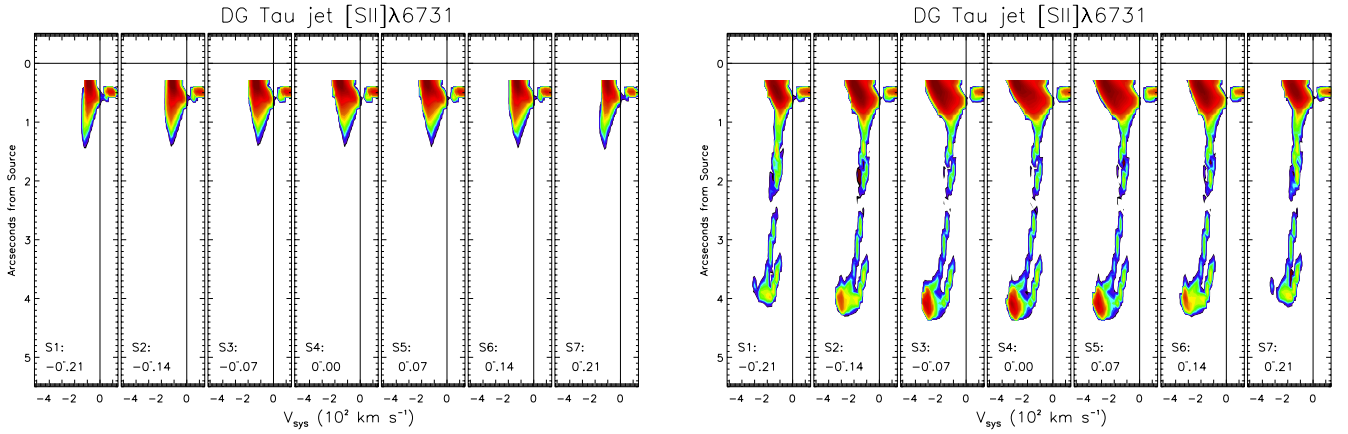 DG Tau jet [SII]λ6731
0
1
2
3
4
5
Arcseconds from Source
S1:
−0".21
S2:
−0".14
S3:
−0".07
S4:
0".00
S5:
0".07
S6:
0".14
S7:
0".21
−4 −2 0 −4 −2 0 −4 −2 0 −4 −2 0 −4 −2 0 −4 −2 0 −4 −2 0
Vsys (10² km s⁻¹)
DG Tau jet [SII]λ6731
0
1
2
3
4
5
Arcseconds from Source
S1:
−0".21
S2:
−0".14
S3:
−0".07
S4:
0".00
S5:
0".07
S6:
0".14
S7:
0".21
−4 −2 0 −4 −2 0 −4 −2 0 −4 −2 0 −4 −2 0 −4 −2 0 −4 −2 0
Vsys (10² km s⁻¹)